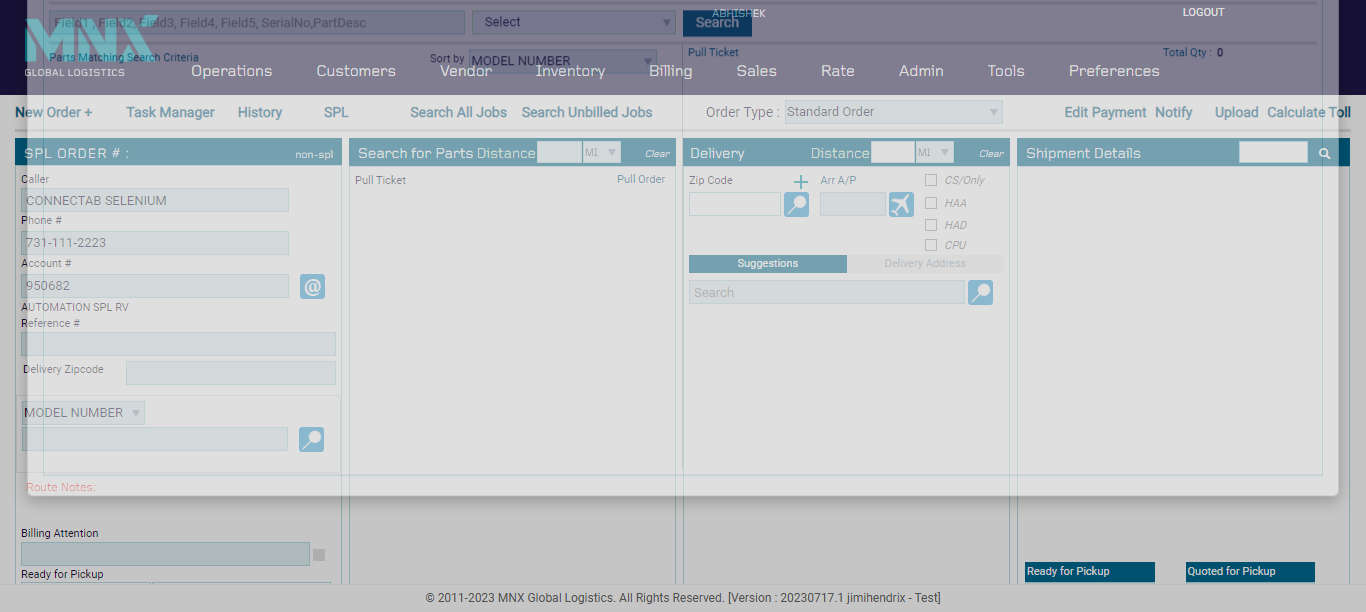 Field1, Field2, Field3, Field4, Field5, SerialNo,PartDesc Select Search
ABHISHEK LOGOUT
MNX
GLOBAL LOGISTICS
Parts Matching Search Criteria Sort by MODEL NUMBER Pull Ticket Total Qty : 0
Operations Customers Vendor Inventory Billing Sales Rate Admin Tools Preferences
New Order + Task Manager History SPL Search All Jobs Search Unbilled Jobs Order Type : Standard Order Edit Payment Notify Upload Calculate Toll
SPL ORDER # : non-spl
Caller
CONNECTAB SELENIUM
Phone #
731-111-2223
Account #
950682
@
AUTOMATION SPL RV
Reference #
Delivery Zipcode
MODEL NUMBER
Route Notes:
Billing Attention
Ready for Pickup
Search for Parts Distance MI Clear
Pull Ticket Pull Order
Delivery Distance MI Clear
Zip Code Arr A/P CS/Only
HAA
HAD
CPU
Suggestions Delivery Address
Search
Shipment Details
Ready for Pickup Quoted for Pickup
© 2011-2023 MNX Global Logistics. All Rights Reserved. [Version : 20230717.1 jimihendrix - Test]